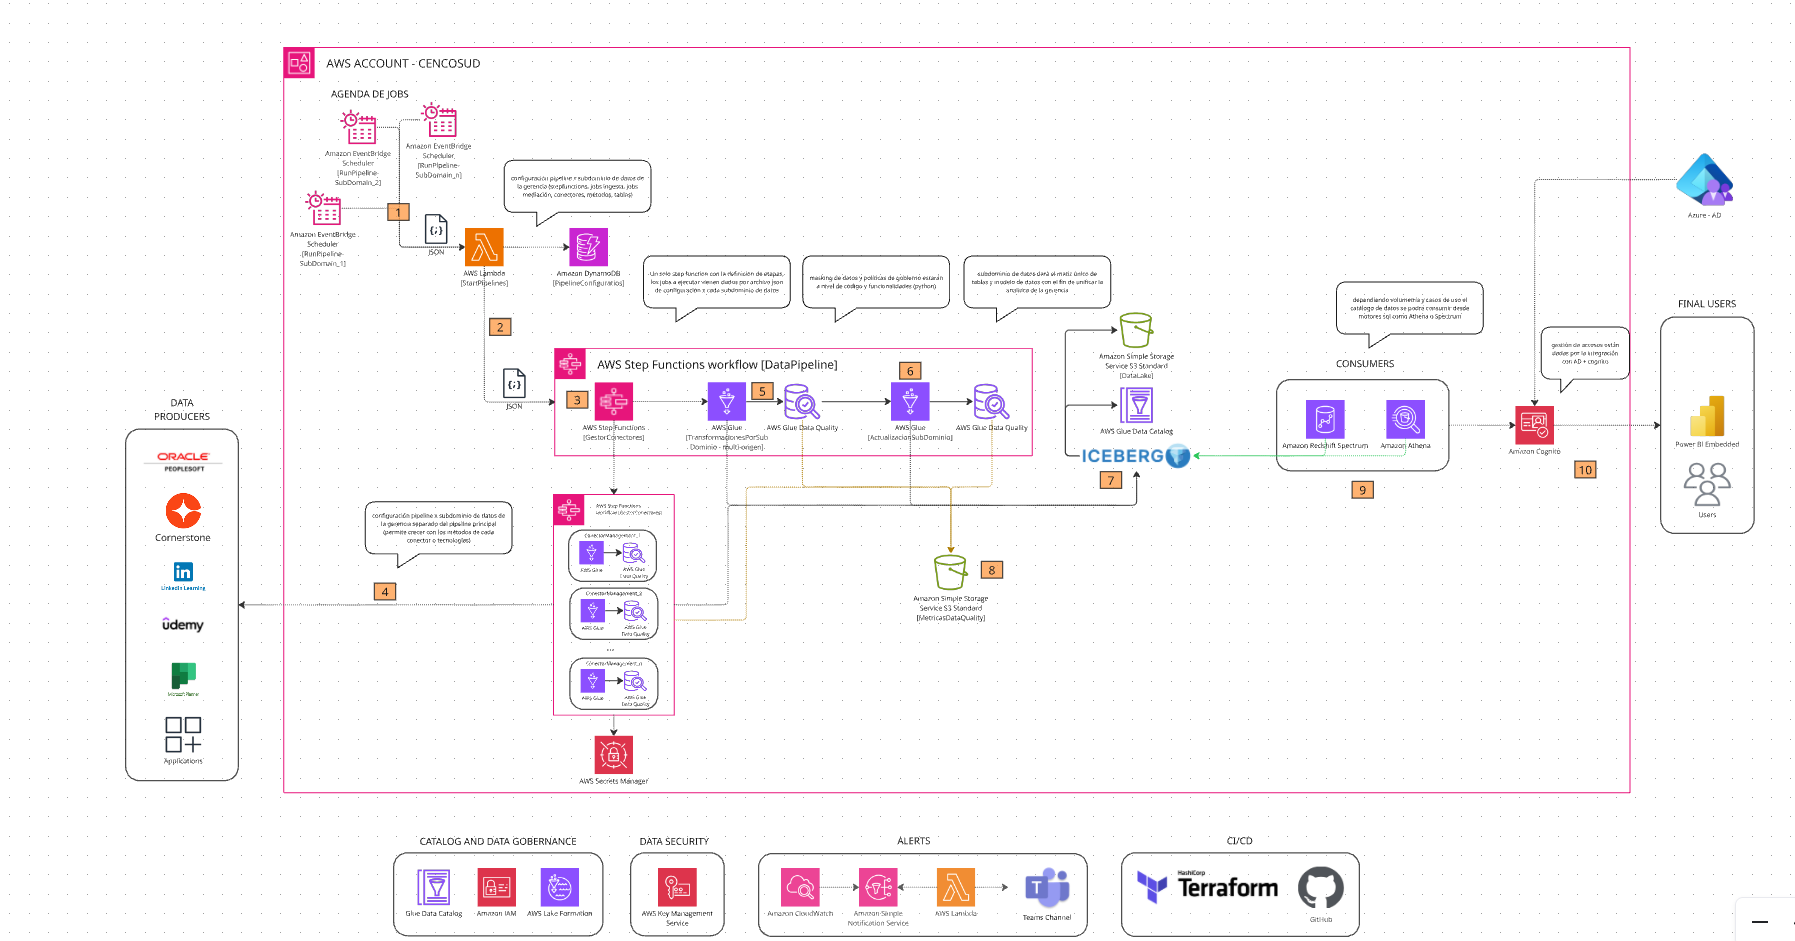 AWS ACCOUNT - CENCOSUD
AGENDA DE JOBS
Amazon EventBridge
Scheduler
[RunPipeline-
SubDomain_2]
Amazon EventBridge
Scheduler
[RunPipeline-
SubDomain_n]
Amazon EventBridge
Scheduler
[RunPipeline-
SubDomain_1]
1
JSON
AWS Lambda
[StartPipelines]
configuración pipeline x subdominio de datos de
la gerencia (stepfunctions, jobs ingesta, jobs
mediación, conectores, métodos, tablas)
Amazon DynamoDB
[PipelineConfiguratios]
2
JSON
Un solo step function con la definición de etapas,
los jobs a ejecutar vienen dados por archivo json
de configuración x cada subdominio de datos
masking de datos y políticas de gobierno estarán
a nivel de código y funcionalidades (python)
subdominio de datos dará el matiz único de
tablas y modelo de datos con el fin de unificar la
analítica de la gerencia
AWS Step Functions workflow [DataPipeline]
3
AWS Step Functions
[GestorConectores]
AWS Glue
[TransformacionesPorSub
Dominio - multi-origen]
5
AWS Glue Data Quality
6
AWS Glue
[ActualizacionSubDominio]
AWS Glue Data Quality
Amazon Simple Storage
Service S3 Standard
[DataLake]
AWS Glue Data Catalog
ICEBERG
7
dependiendo volumetría y casos de uso el
catálogo de datos se podrá consumir desde
motores sql como Athena o Spectrum
CONSUMERS
Amazon Redshift Spectrum
Amazon Athena
9
Azure - AD
gestión de accesos están
dados por la integración
con AD + cognito
Amazon Cognito
10
FINAL USERS
Power BI Embedded
Users
DATA
PRODUCERS
ORACLE
PEOPLESOFT
Cornerstone
in
LinkedIn Learning
ûdemy
Microsoft Planner
Applications
configuración pipeline x subdominio de datos de
la gerencia separado del pipeline principal
(permite crecer con los métodos de cada
conector o tecnologías)
4
AWS Step Functions
workflow [GestorConectores]
ConectorManagement_1
AWS Glue
AWS Glue
Data Quality
ConectorManagement_2
AWS Glue
AWS Glue
Data Quality
...
ConectorManagement_n
AWS Glue
AWS Glue
Data Quality
AWS Secrets Manager
8
Amazon Simple Storage
Service S3 Standard
[MetricasDataQuality]
CATALOG AND DATA GOBERNANCE
Glue Data Catalog
Amazon IAM
AWS Lake Formation
DATA SECURITY
AWS Key Management
Service
ALERTS
Amazon CloudWatch
Amazon Simple
Notification Service
AWS Lambda
T
Teams Channel
CI/CD
HashiCorp
Terraform
GitHub